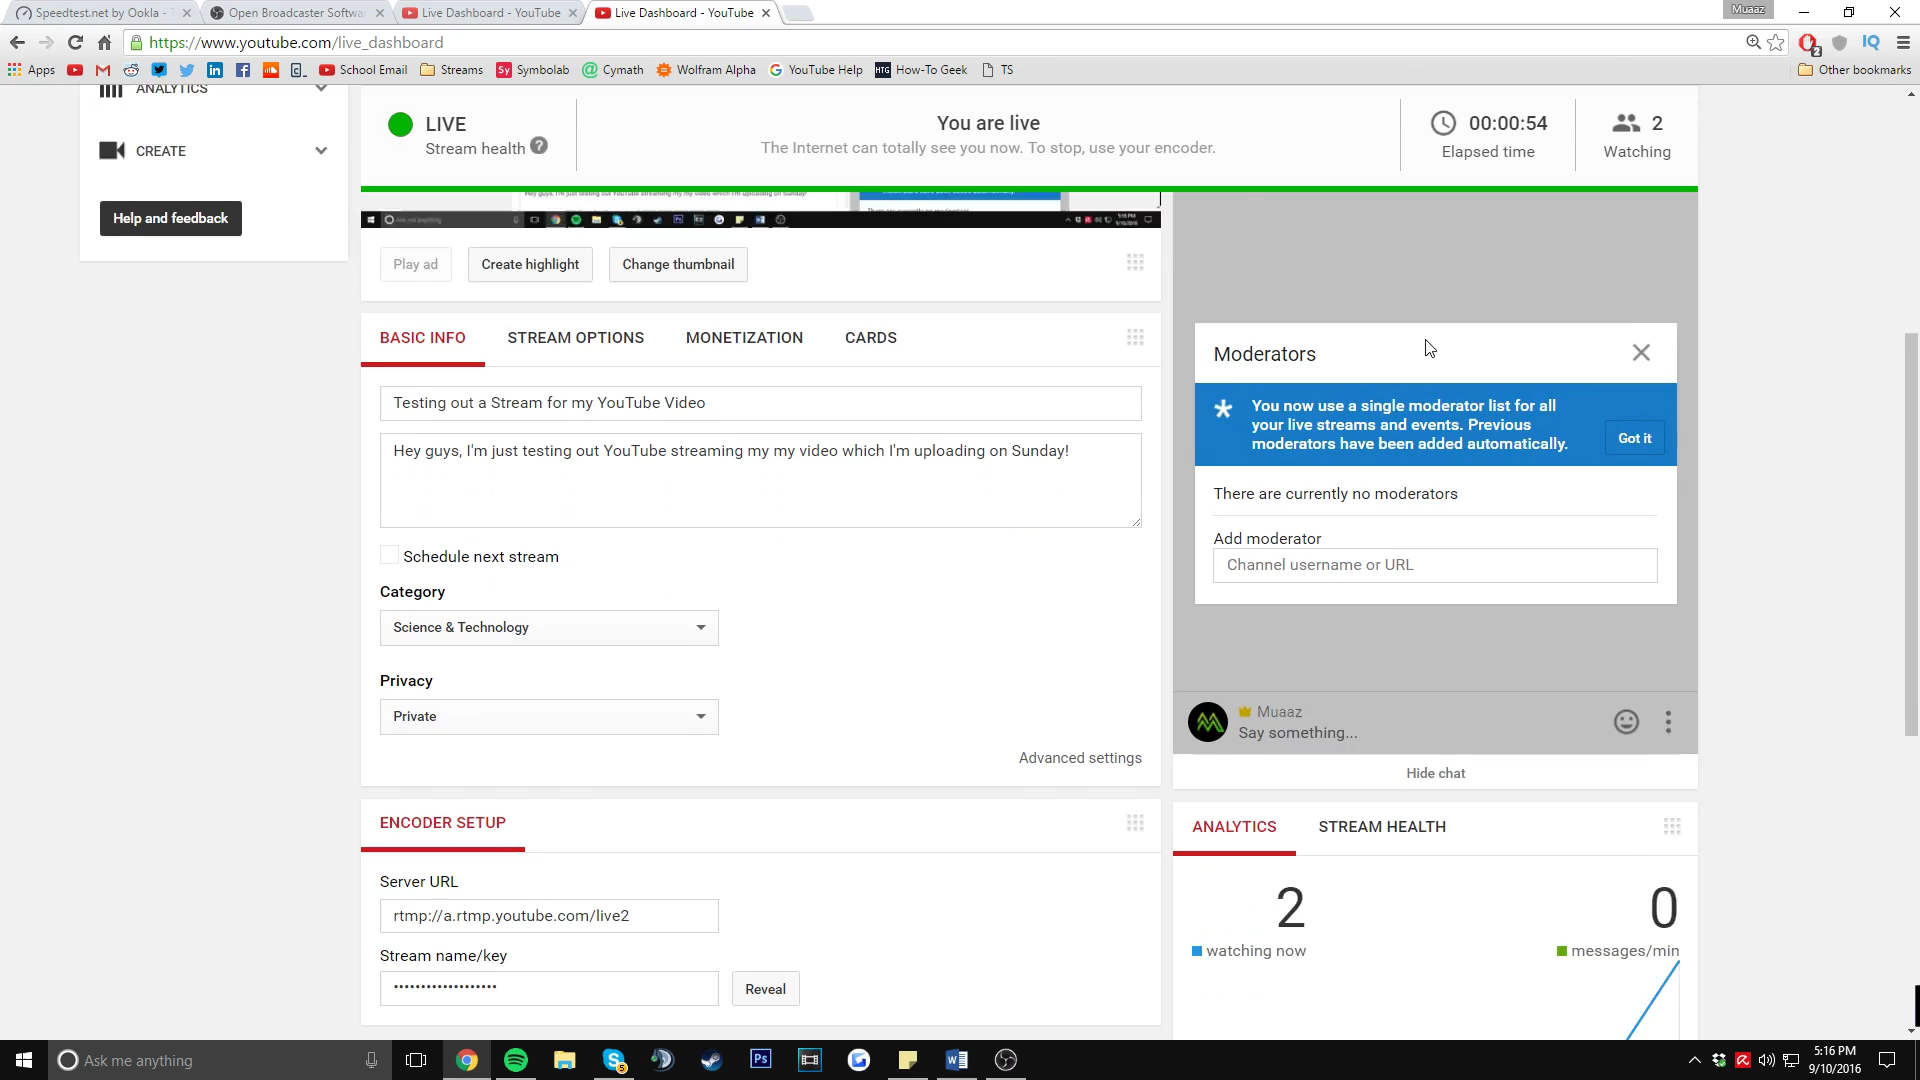 Speedtest.net by Ookla -
Open Broadcaster Softwa
Live Dashboard - YouTube
Live Dashboard - YouTube
Muaaz
https://www.youtube.com/live_dashboard
2
IQ
Apps
School Email
Streams
Sy Symbolab
@ Cymath
Wolfram Alpha
YouTube Help
HTG How-To Geek
TS
Other bookmarks
ANALYTICS
CREATE
Help and feedback
LIVE
Stream health ?
You are live
The Internet can totally see you now. To stop, use your encoder.
00:00:54
Elapsed time
2
Watching
Play ad
Create highlight
Change thumbnail
BASIC INFO
STREAM OPTIONS
MONETIZATION
CARDS
Testing out a Stream for my YouTube Video
Hey guys, I'm just testing out YouTube streaming my my video which I'm uploading on Sunday!
Schedule next stream
Category
Science & Technology
Privacy
Private
Advanced settings
ENCODER SETUP
Server URL
rtmp://a.rtmp.youtube.com/live2
Stream name/key
•••••••••••••••••••
Reveal
Moderators
* You now use a single moderator list for all
your live streams and events. Previous
moderators have been added automatically.
Got it
There are currently no moderators
Add moderator
Channel username or URL
Muaaz
Say something...
Hide chat
ANALYTICS
STREAM HEALTH
2
watching now
0
messages/min
Ask me anything
5
Ps
5:16 PM
9/10/2016